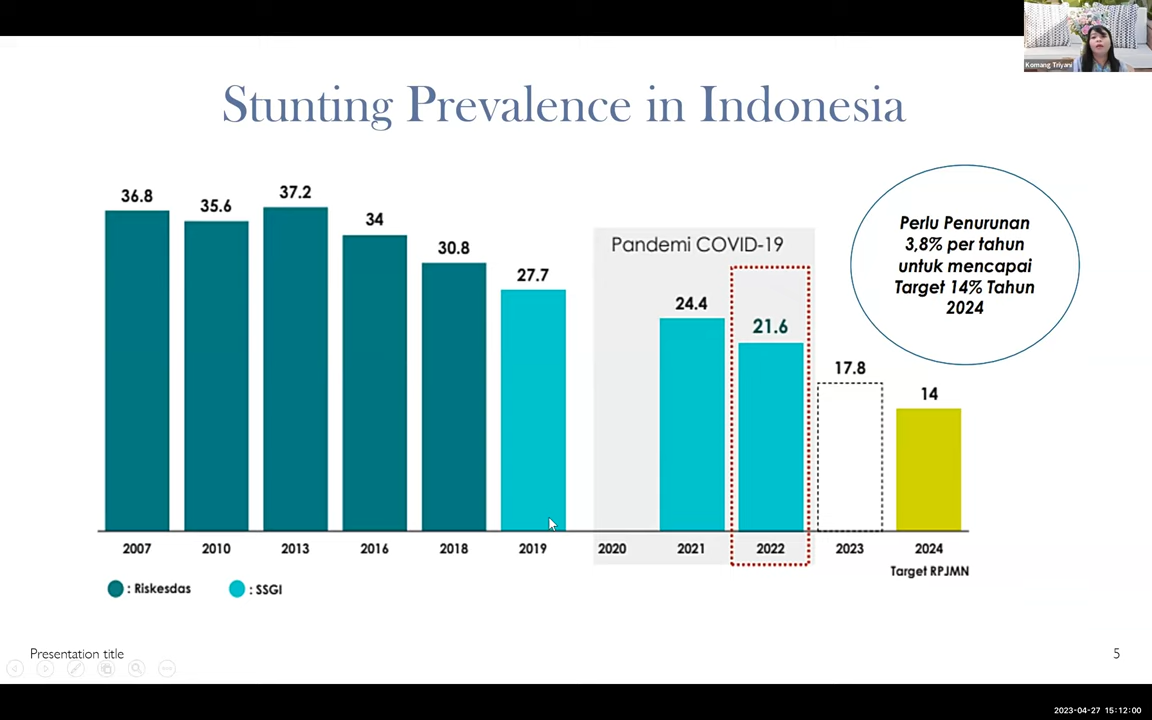 Komang Triyani
Stunting Prevalence in Indonesia
36.8
35.6
37.2
34
30.8
27.7
Pandemi COVID-19
24.4
21.6
17.8
14
Perlu Penurunan
3,8% per tahun
untuk mencapai
Target 14% Tahun
2024
2007 2010 2013 2016 2018 2019 2020 2021 2022 2023 2024
Target RPJMN
: Riskesdas : SSGI
Presentation title
5
2023-04-27 15:12:00